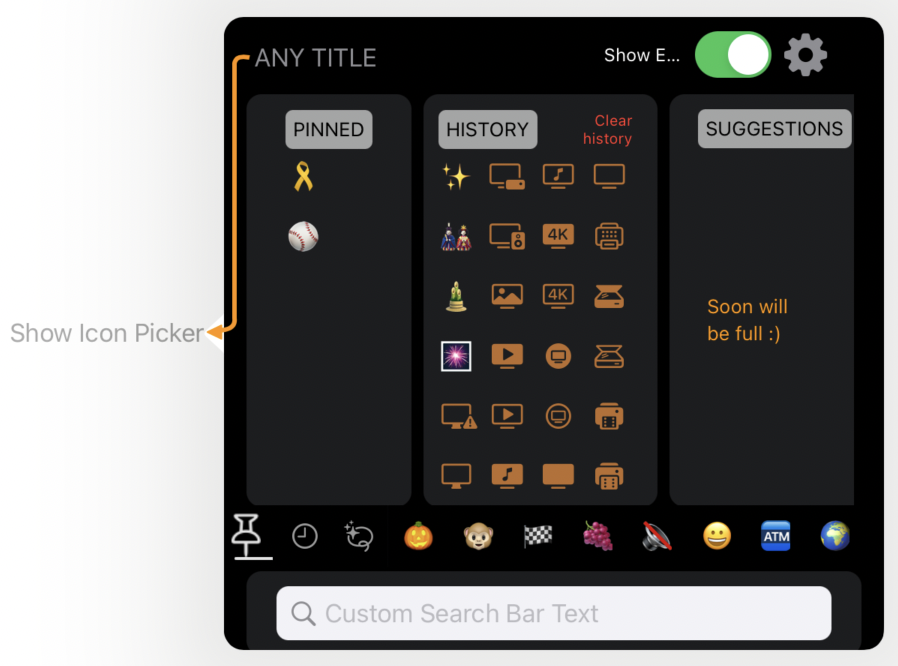 ANY TITLE
Show E...
PINNED
HISTORY
Clear
history
SUGGESTIONS
4K
4K
Soon will
be full :)
Show Icon Picker
ATM
Custom Search Bar Text